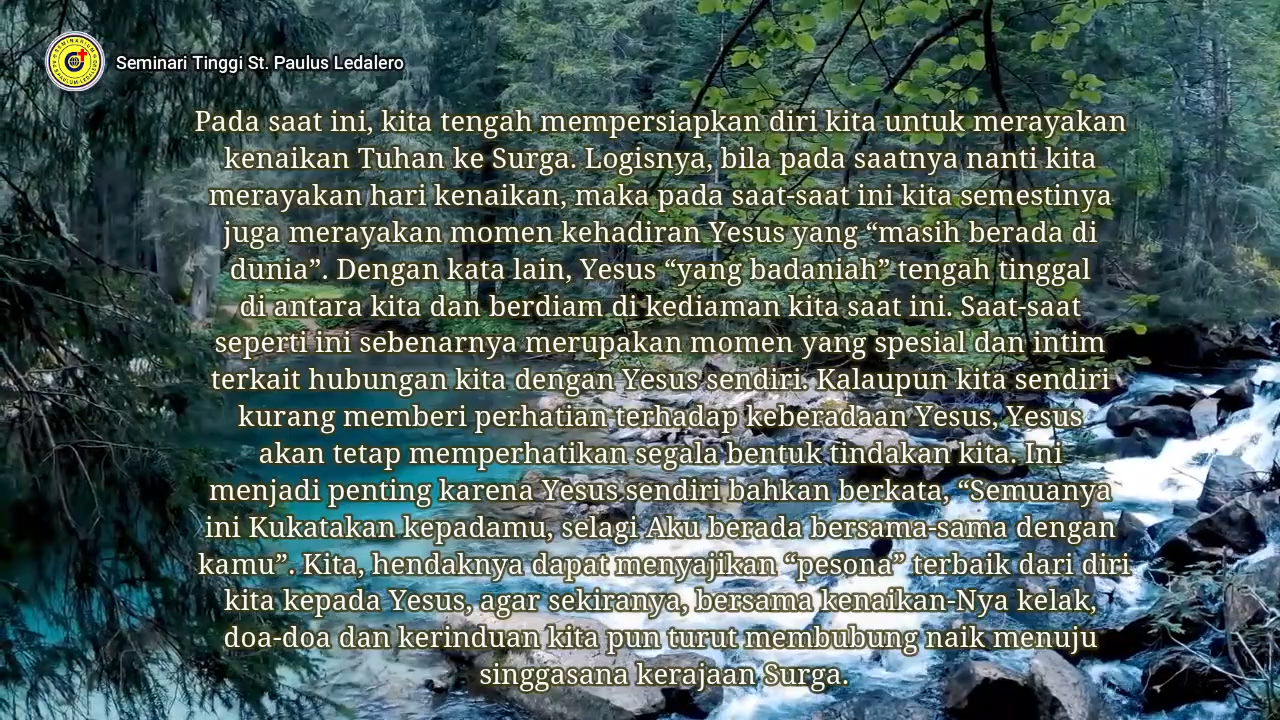 Seminari Tinggi St. Paulus Ledalero
Pada saat ini, kita tengah mempersiapkan diri kita untuk merayakan
kenaikan Tuhan ke Surga. Logisnya, bila pada saatnya nanti kita
merayakan hari kenaikan, maka pada saat-saat ini kita semestinya
juga merayakan momen kehadiran Yesus yang “masih berada di
dunia”. Dengan kata lain, Yesus “yang badaniah” tengah tinggal
di antara kita dan berdiam di kediaman kita saat ini. Saat-saat
seperti ini sebenarnya merupakan momen yang spesial dan intim
terkait hubungan kita dengan Yesus sendiri. Kalaupun kita sendiri
kurang memberi perhatian terhadap keberadaan Yesus, Yesus
akan tetap memperhatikan segala bentuk tindakan kita. Ini
menjadi penting karena Yesus sendiri bahkan berkata, “Semuanya
ini Kukatakan kepadamu, selagi Aku berada bersama-sama dengan
kamu”. Kita, hendaknya dapat menyajikan “pesona” terbaik dari diri
kita kepada Yesus, agar sekiranya, bersama kenaikan-Nya kelak,
doa-doa dan kerinduan kita pun turut membubung naik menuju
singgasana kerajaan Surga.